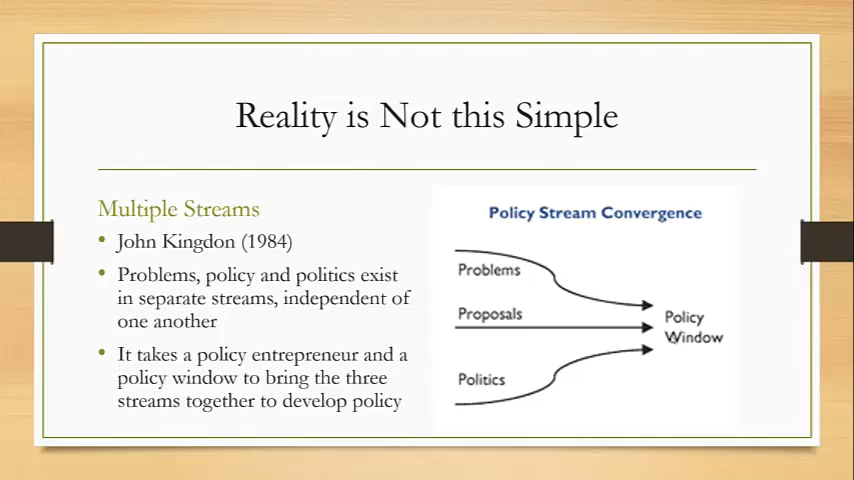 Reality is Not this Simple
Multiple Streams
• John Kingdon (1984)
• Problems, policy and politics exist
in separate streams, independent of
one another
• It takes a policy entrepreneur and a
policy window to bring the three
streams together to develop policy
Policy Stream Convergence
Problems
Proposals
Politics
Policy
Window